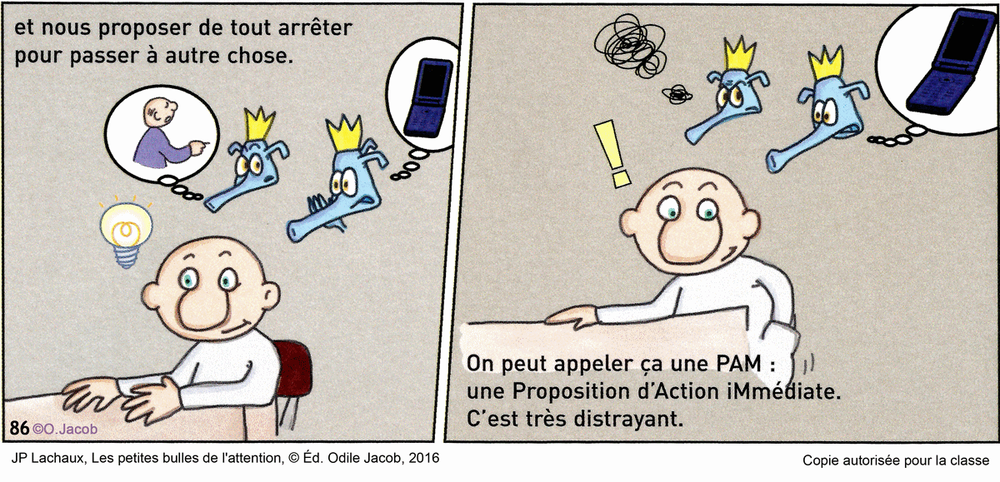 et nous proposer de tout arrêter
pour passer à autre chose.
!
On peut appeler ça une PAM :
une Proposition d'Action iMmédiate.
C'est très distrayant.
86 ©O.Jacob
JP Lachaux, Les petites bulles de l'attention, © Éd. Odile Jacob, 2016
Copie autorisée pour la classe